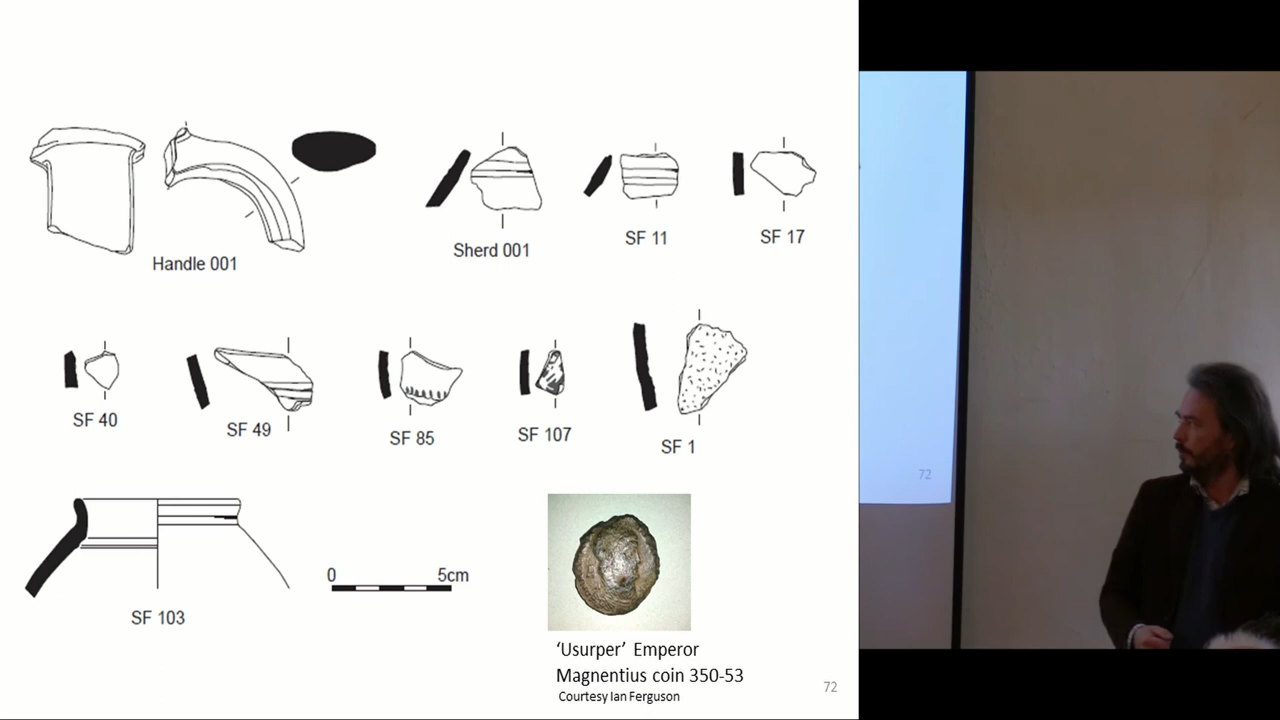 Handle 001
Sherd 001
SF 11
SF 17
SF 40
SF 49
SF 85
SF 107
SF 1
SF 103
0 5cm
‘Usurper’ Emperor
Magnentius coin 350-53
Courtesy Ian Ferguson
72
72